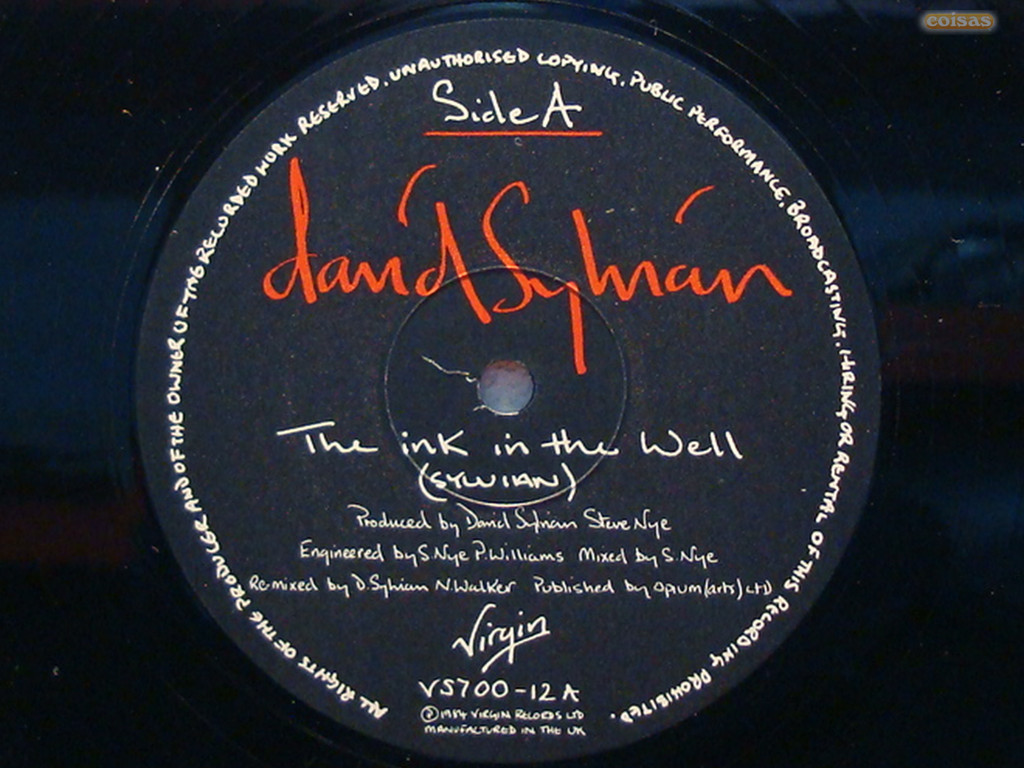 coisas
ALL RIGHTS OF THE PRODUCER AND OF THE OWNER OF THE RECORDED WORK RESERVED. UNAUTHORISED COPYING, PUBLIC PERFORMANCE, BROADCASTING, HIRING OR RENTAL OF THIS RECORDING PROHIBITED.
Side A
david Sylvian
The ink in the Well
(SYLVIAN)
Produced by David Sylvian Steve Nye
Engineered by S. Nye P. Williams Mixed by S. Nye
Re-mixed by D. Sylvian N. Walker Published by Opium (arts) LTD
Virgin
VS700-12 A
Ⓟ 1984 VIRGIN RECORDS LTD
MANUFACTURED IN THE UK